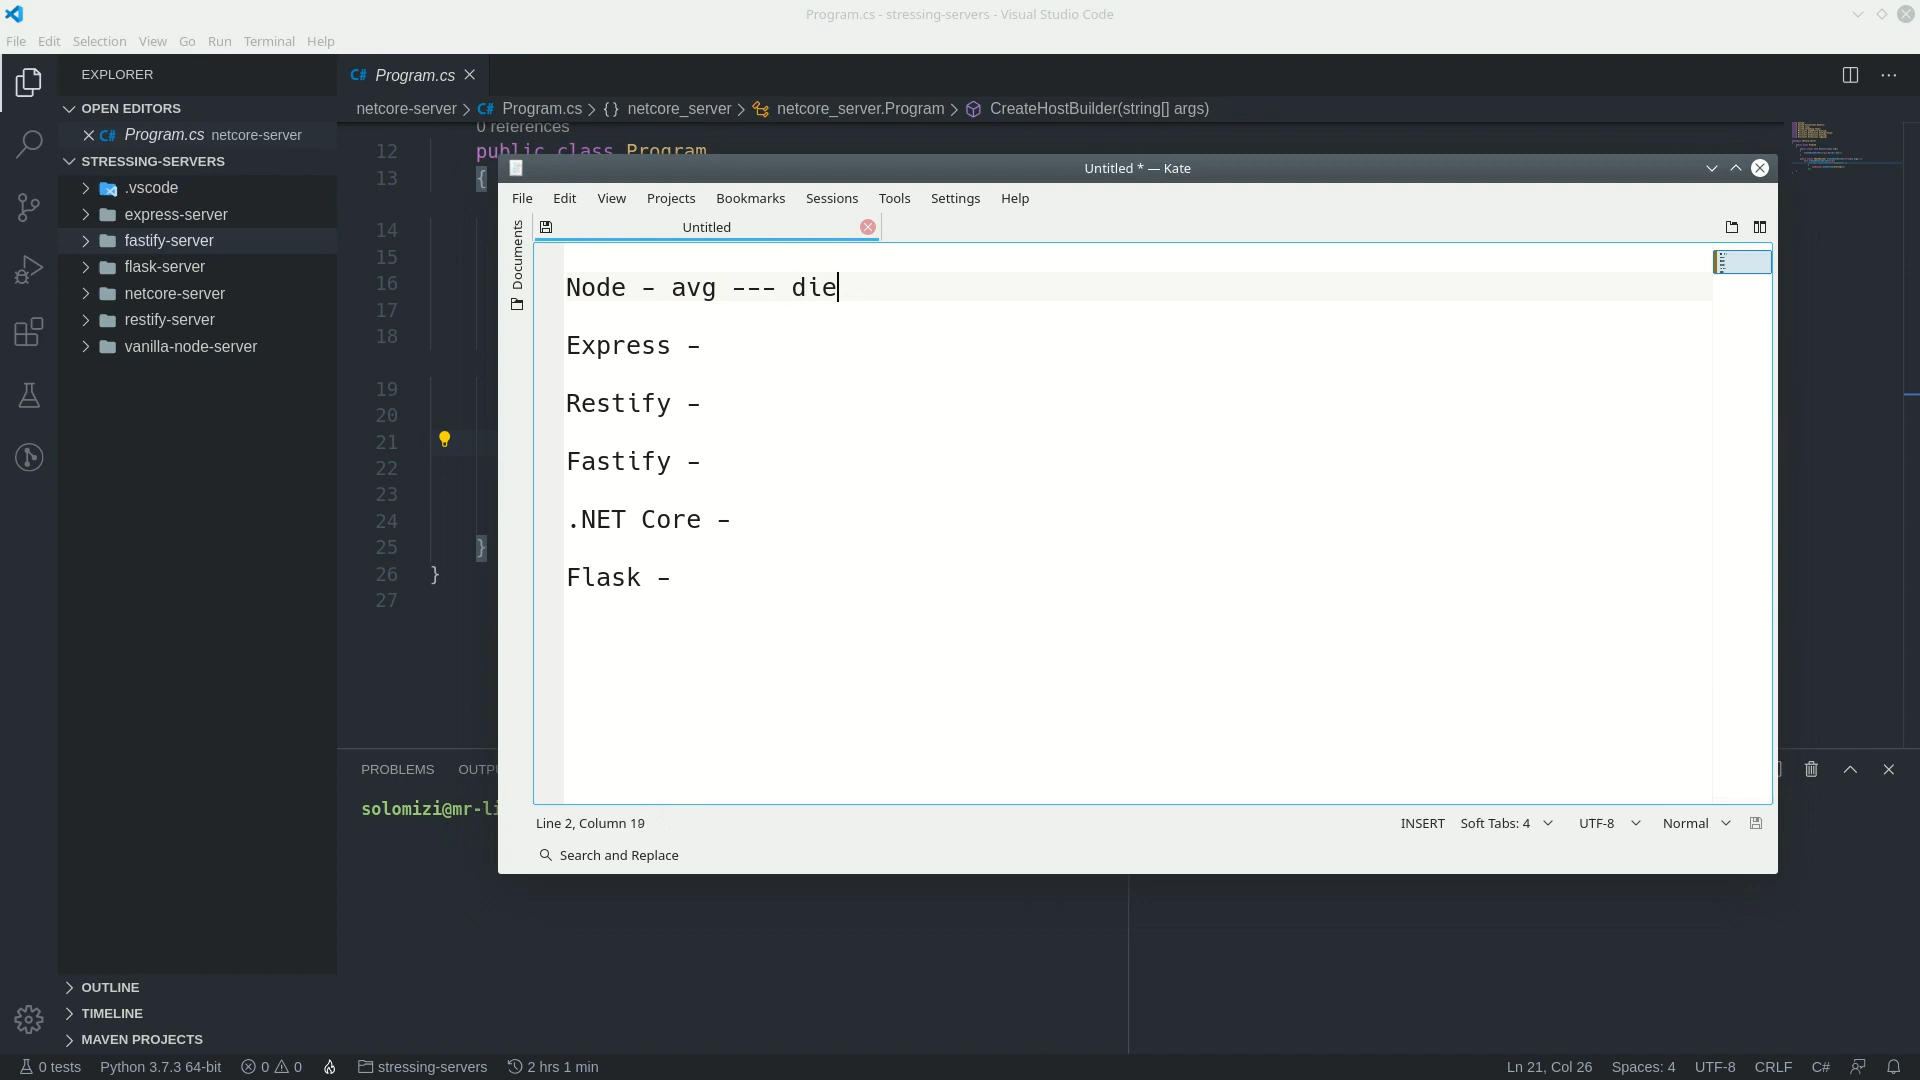 Program.cs - stressing-servers - Visual Studio Code
File Edit Selection View Go Run Terminal Help
EXPLORER
OPEN EDITORS
Program.cs netcore-server
STRESSING-SERVERS
.vscode
express-server
fastify-server
flask-server
netcore-server
restify-server
vanilla-node-server
OUTLINE
TIMELINE
MAVEN PROJECTS
C# Program.cs
netcore-server > C# Program.cs > {} netcore_server > netcore_server.Program > CreateHostBuilder(string[] args)
0 references
12 public class Program
13 {
14
15
16
17
18
19
20
21
22
23
24
25 }
26 }
27
PROBLEMS
solomizi@mr-li
Untitled * — Kate
File Edit View Projects Bookmarks Sessions Tools Settings Help
Documents
Untitled
Node - avg --- die
Express -
Restify -
Fastify -
.NET Core -
Flask -
Line 2, Column 19
INSERT Soft Tabs: 4 UTF-8 Normal
Search and Replace
0 tests Python 3.7.3 64-bit 0 0 stressing-servers 2 hrs 1 min
Ln 21, Col 26 Spaces: 4 UTF-8 CRLF C#